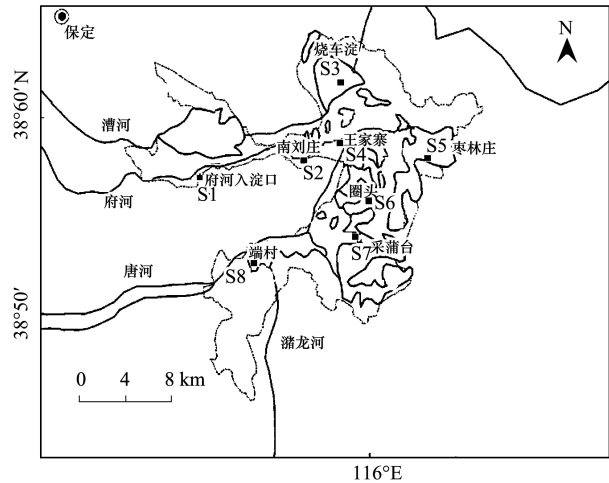 保定
N
烧车淀
S3
38°60′ N
漕河
南刘庄
王家寨
S4
S2
S5
枣林庄
府河
府河入淀口
S1
圈头
S6
S7
采蒲台
唐河
端村
S8
38°50′
潴龙河
0 4 8 km
116°E